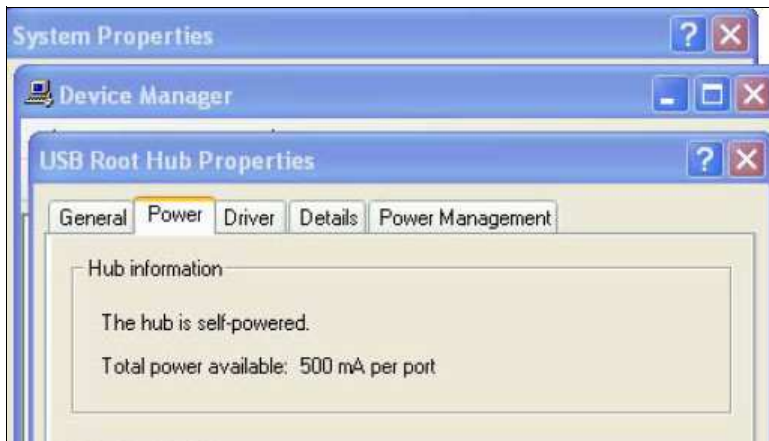 System Properties
Device Manager
USB Root Hub Properties
General Power Driver Details Power Management
Hub information
The hub is self-powered.
Total power available: 500 mA per port